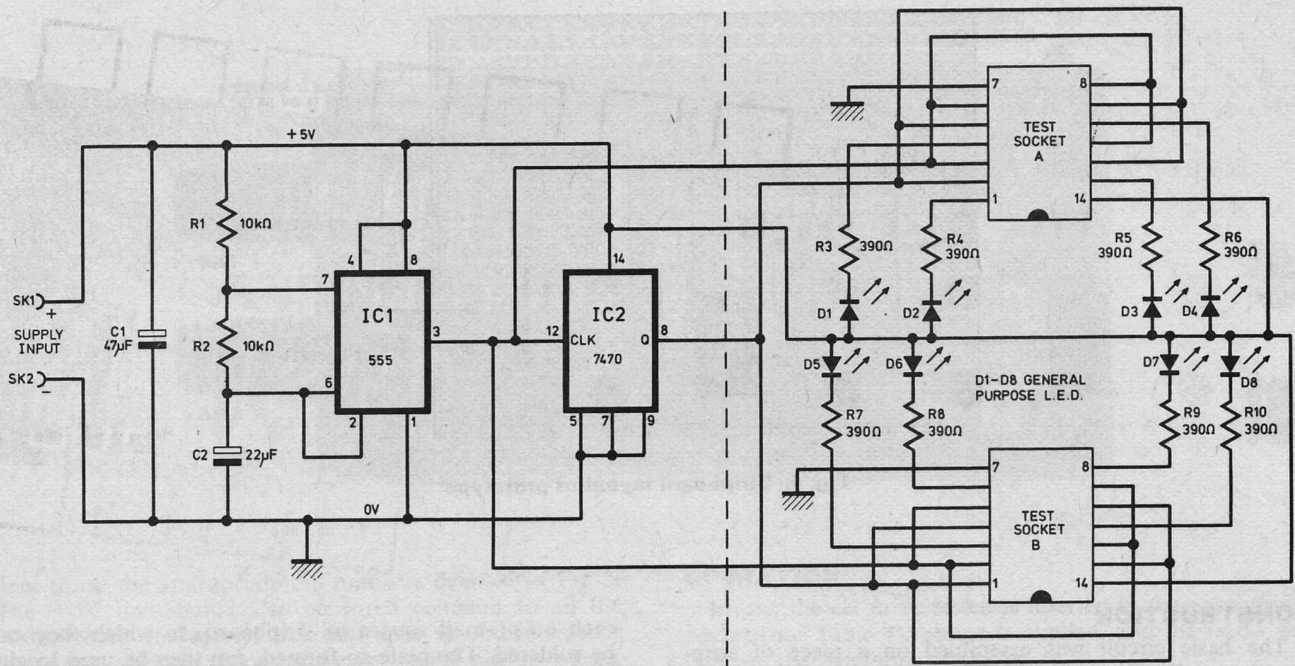 + 5V
SK1
+
SUPPLY
INPUT
SK2
−
C1
47µF
R1
10kΩ
R2
10kΩ
C2
22µF
4
8
7
IC1
3
555
6
2
1
0V
14
IC2
12
CLK
Q
8
7470
5
7
9
7
8
TEST
SOCKET
A
1
14
R3
390Ω
R4
390Ω
R5
390Ω
R6
390Ω
D1
D2
D3
D4
D5
D6
D7
D8
D1–D8 GENERAL
PURPOSE L.E.D.
R7
390Ω
R8
390Ω
R9
390Ω
R10
390Ω
7
8
TEST
SOCKET
B
1
14